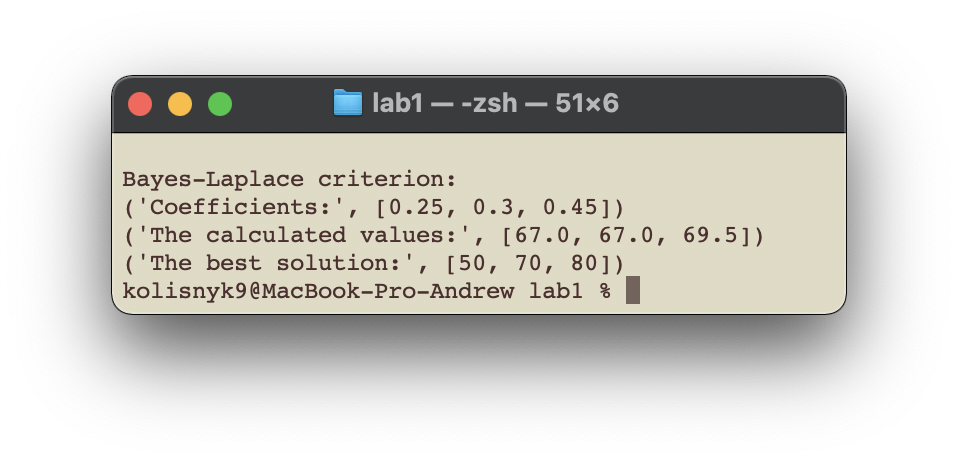 lab1 — -zsh — 51×6
Bayes-Laplace criterion:
('Coefficients:', [0.25, 0.3, 0.45])
('The calculated values:', [67.0, 67.0, 69.5])
('The best solution:', [50, 70, 80])
kolisnyk9@MacBook-Pro-Andrew lab1 %